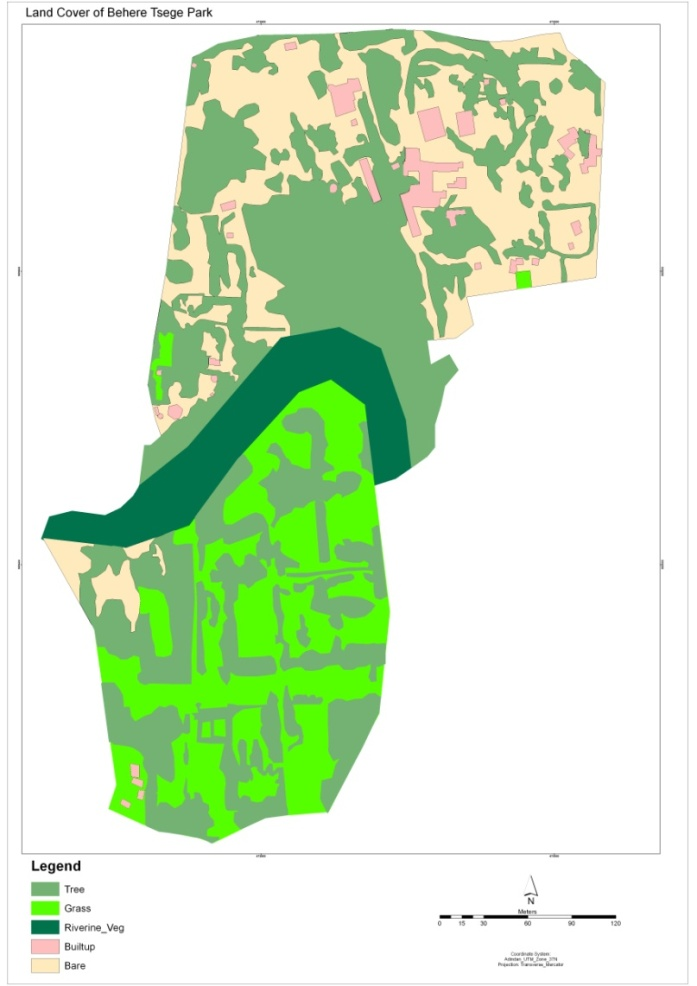 Land Cover of Behere Tsege Park
Legend
Tree
Grass
Riverine_Veg
Builtup
Bare
N
Meters
0 15 30 60 90 120
Coordinate System:
Adindan_UTM_Zone_37N
Projection: Transverse_Mercator